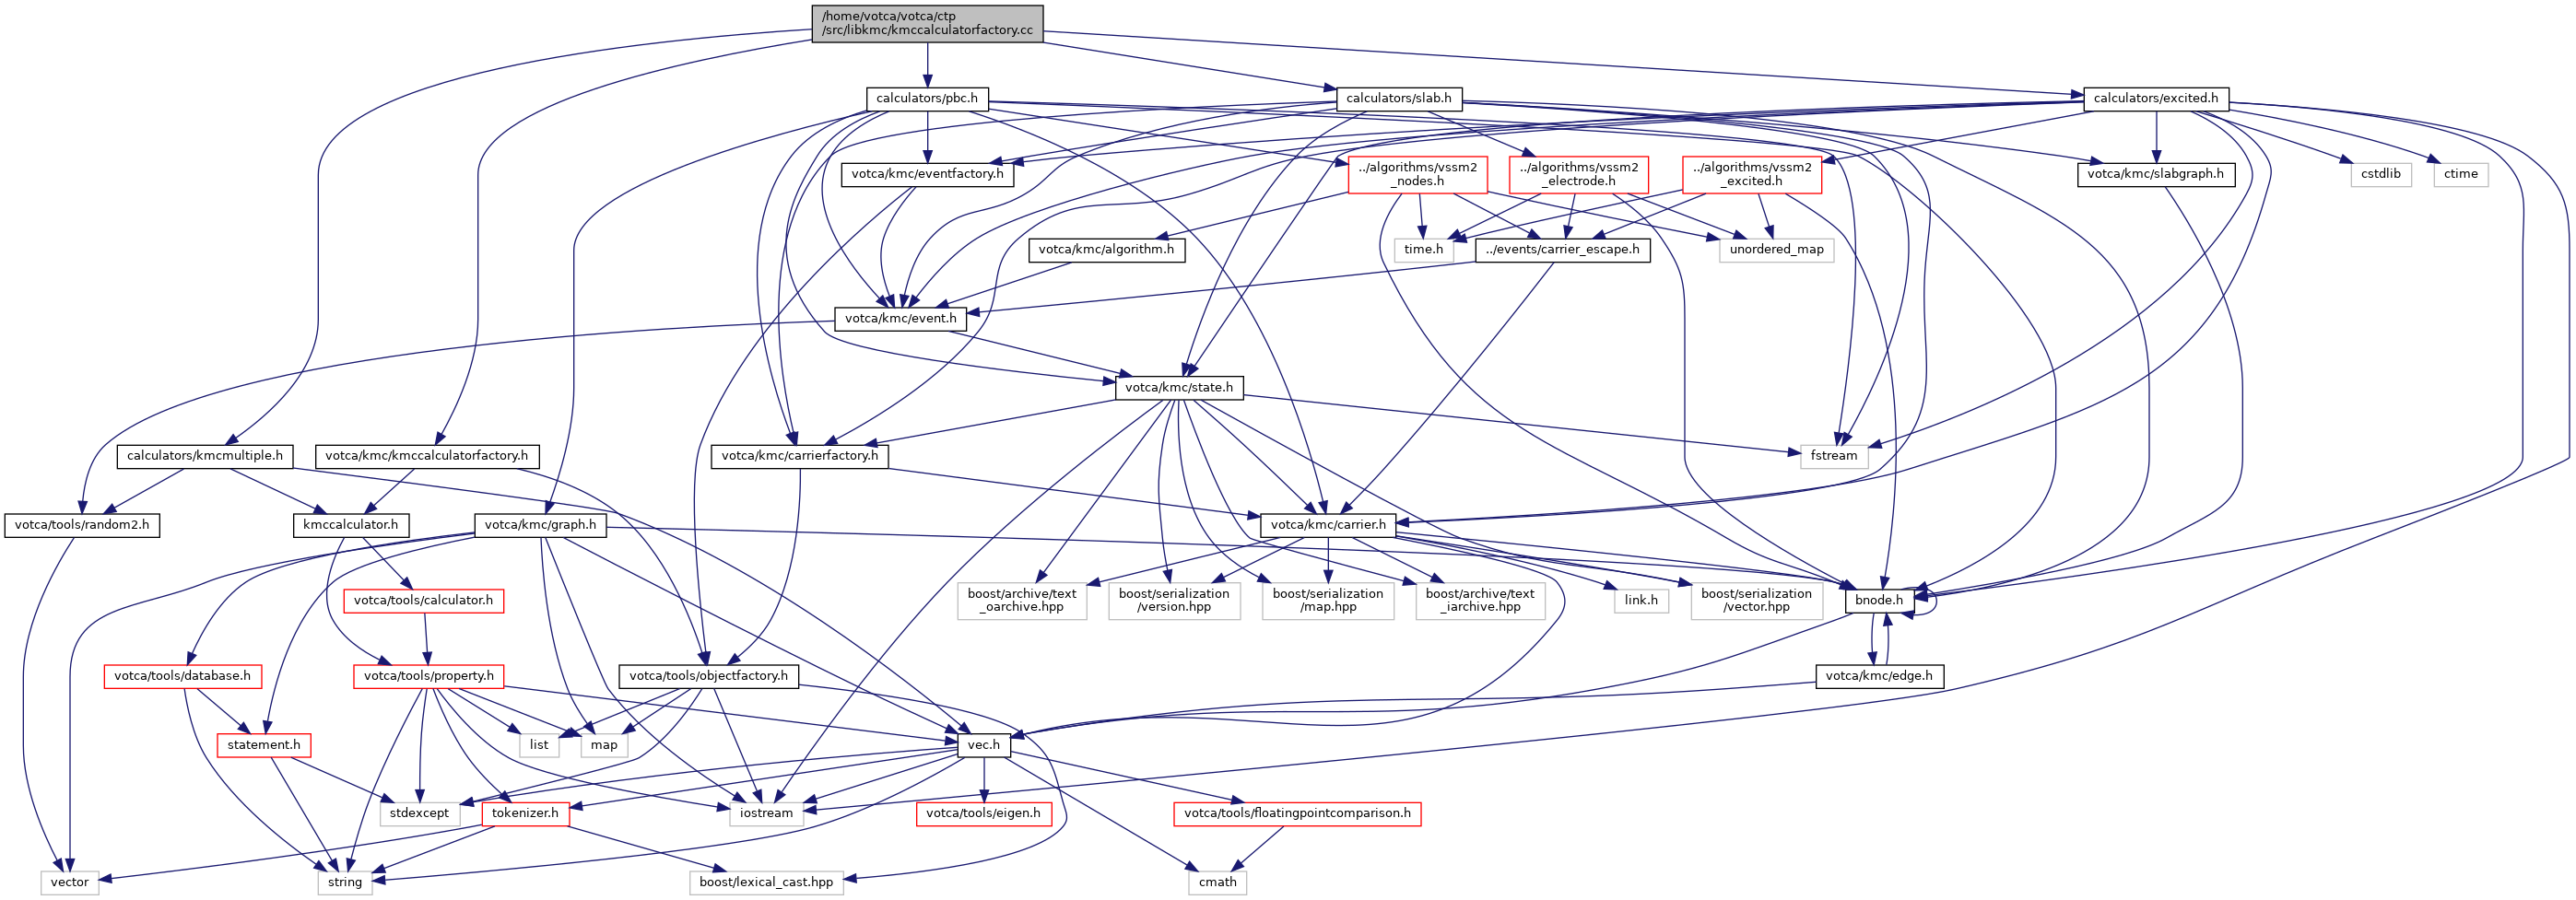 /home/votca/votca/ctp
/src/libkmc/kmccalculatorfactory.cc
calculators/pbc.h
calculators/slab.h
calculators/excited.h
votca/kmc/eventfactory.h
../algorithms/vssm2
_nodes.h
../algorithms/vssm2
_electrode.h
../algorithms/vssm2
_excited.h
votca/kmc/slabgraph.h
cstdlib
ctime
votca/kmc/algorithm.h
time.h
../events/carrier_escape.h
unordered_map
votca/kmc/event.h
votca/kmc/state.h
calculators/kmcmultiple.h
votca/kmc/kmccalculatorfactory.h
votca/kmc/carrierfactory.h
fstream
votca/tools/random2.h
kmccalculator.h
votca/kmc/graph.h
votca/kmc/carrier.h
votca/tools/calculator.h
boost/archive/text
_oarchive.hpp
boost/serialization
/version.hpp
boost/serialization
/map.hpp
boost/archive/text
_iarchive.hpp
link.h
boost/serialization
/vector.hpp
bnode.h
votca/tools/database.h
votca/tools/property.h
votca/tools/objectfactory.h
votca/kmc/edge.h
statement.h
list
map
vec.h
stdexcept
tokenizer.h
iostream
votca/tools/eigen.h
votca/tools/floatingpointcomparison.h
vector
string
boost/lexical_cast.hpp
cmath